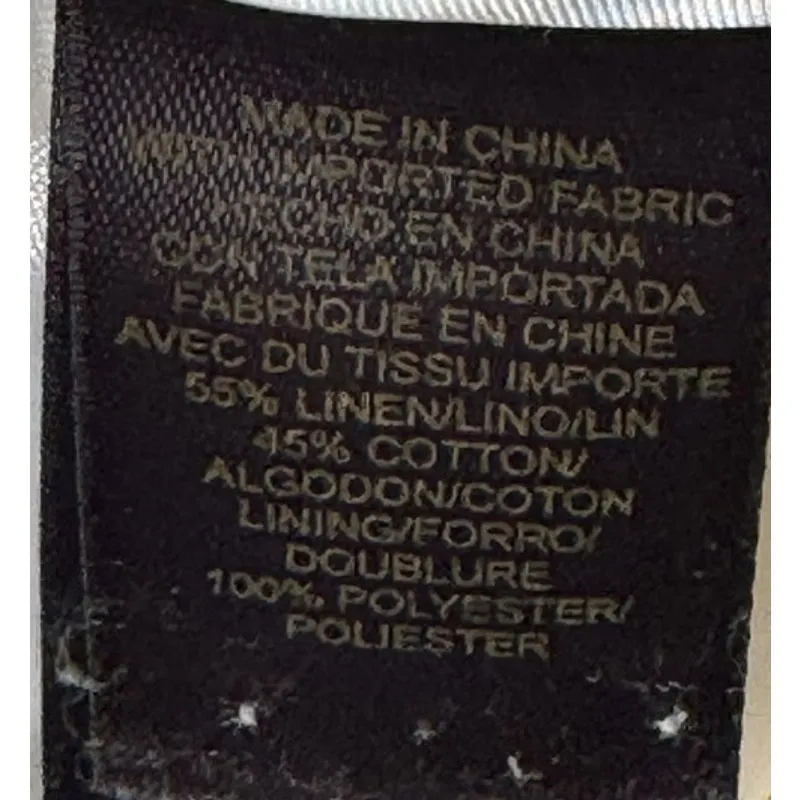 MADE IN CHINA
WITH IMPORTED FABRIC
HECHO EN CHINA
CON TELA IMPORTADA
FABRIQUE EN CHINE
AVEC DU TISSU IMPORTE
55% LINEN/LINO/LIN
45% COTTON/
ALGODON/COTON
LINING/FORRO/
DOUBLURE
100% POLYESTER/
POLIESTER